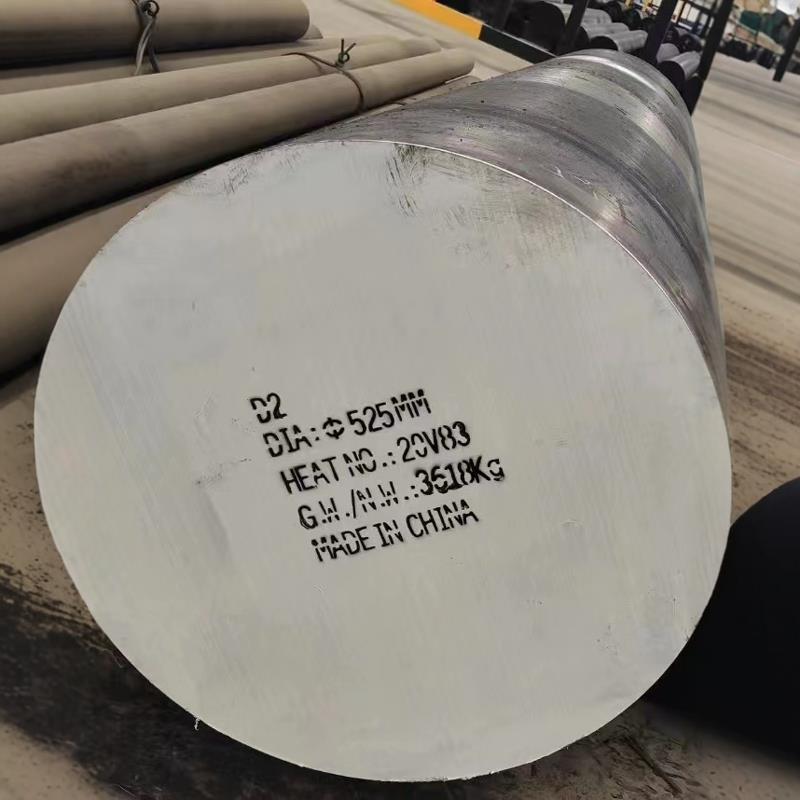 D2
DIA:Φ525MM
HEAT NO.:20V83
G.W./N.W.:3618Kg
MADE IN CHINA